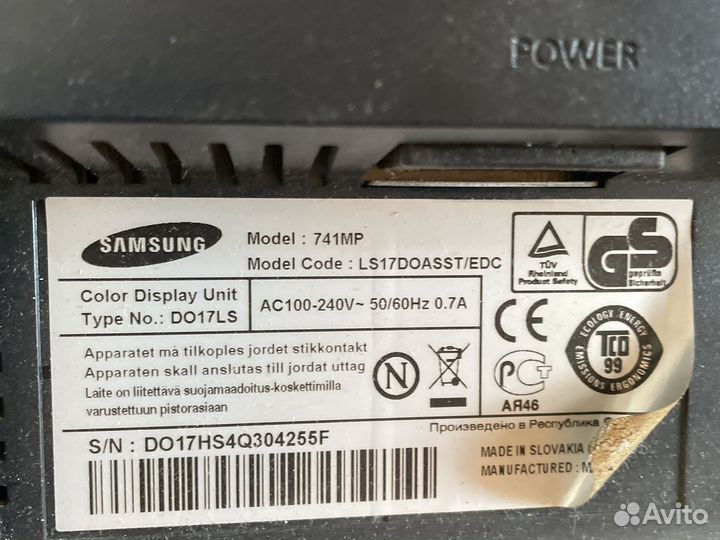 POWER
SAMSUNG
Model : 741MP
Model Code : LS17DOASST/EDC
TÜV
Rheinland
Product Safety
GS
geprüfte
Sicherheit
Color Display Unit
Type No.: DO17LS
AC100-240V~ 50/60Hz 0.7A
CE
ECOLOGY ENERGY
TCO
99
EMISSIONS ERGONOMICS
Apparatet må tilkoples jordet stikkontakt
Apparaten skall anslutas till jordat uttag
Laite on liitettävä suojamaadoitus-koskettimilla
varustettuun pistorasiaan
N
PCT
АЯ46
S/N : DO17HS4Q304255F
Произведено в Республика
MADE IN SLOVAKIA
MANUFACTURED : M
Avito